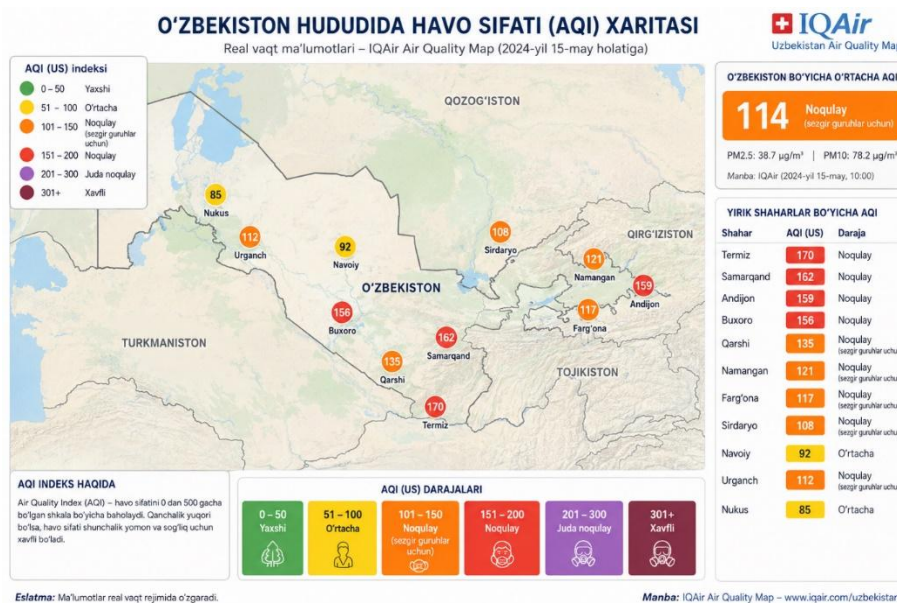 O‘ZBEKISTON HUDUDIDA HAVO SIFATI (AQI) XARITASI
Real vaqt ma’lumotlari – IQAir Air Quality Map (2024-yil 15-may holatiga)
IQAir
Uzbekistan Air Quality Map
AQI (US) indeksi
0 – 50 Yaxshi
51 – 100 O‘rtacha
101 – 150 Noqulay
(sezgir guruhlar
uchun)
151 – 200 Noqulay
201 – 300 Juda noqulay
301+ Xavfli
QOZOG‘ISTON
85
Nukus
112
Urganch
92
Navoiy
108
Sirdaryo
QIRG‘IZISTON
121
Namangan
159
Andijon
117
Farg‘ona
O‘ZBEKISTON
156
Buxoro
162
Samarqand
135
Qarshi
170
Termiz
TURKMANISTON
TOJIKISTON
O‘ZBEKISTON BO‘YICHA O‘RTACHA AQI
114 Noqulay
(sezgir guruhlar uchun)
PM2.5: 38.7 µg/m³ | PM10: 78.2 µg/m³
Manba: IQAir (2024-yil 15-may, 10:00)
YIRIK SHAHARLAR BO‘YICHA AQI
Shahar AQI (US) Daraja
Termiz 170 Noqulay
Samarqand 162 Noqulay
Andijon 159 Noqulay
Buxoro 156 Noqulay
Qarshi 135 Noqulay
(sezgir guruhlar uchun
Namangan 121 Noqulay
(sezgir guruhlar uchun
Farg‘ona 117 Noqulay
(sezgir guruhlar uchun
Sirdaryo 108 Noqulay
(sezgir guruhlar uchun
Navoiy 92 O‘rtacha
Urganch 112 Noqulay
(sezgir guruhlar uchun
Nukus 85 O‘rtacha
AQI INDEKS HAQIDA
Air Quality Index (AQI) – havo sifatini 0 dan 500 gacha
bo‘lgan shkala bo‘yicha baholaydi. Qanchalik yuqori
bo‘lsa, havo sifati shunchalik yomon va sog‘liq uchun
xavfli bo‘ladi.
AQI (US) DARAJALARI
0 – 50
Yaxshi
51 – 100
O‘rtacha
101 – 150
Noqulay
(sezgir guruhlar
uchun)
151 – 200
Noqulay
201 – 300
Juda noqulay
301+
Xavfli
Eslatma: Ma’lumotlar real vaqt rejimida o‘zgaradi.
Manba: IQAir Air Quality Map – www.iqair.com/uzbekistan